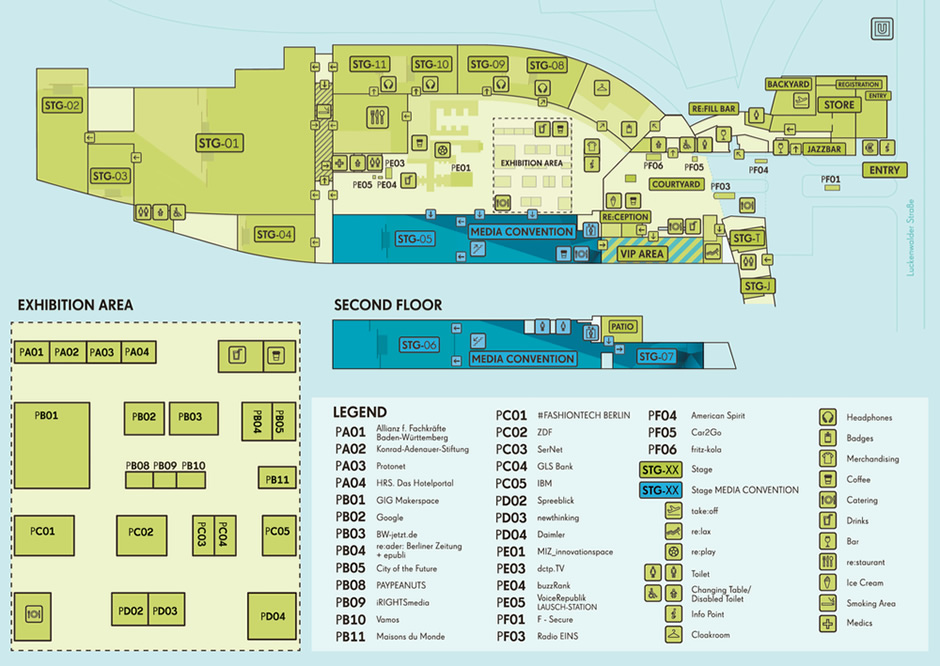 U
STG-11
STG-10
STG-09
STG-08
STG-02
STG-01
STG-03
STG-04
BACKYARD
REGISTRATION
ENTRY
STORE
RE:FILL BAR
JAZZBAR
ENTRY
EXHIBITION AREA
PE03
PE01
PE05
PE04
PF06
PF05
PF04
PF03
PF01
COURTYARD
RE:CEPTION
STG-05
MEDIA CONVENTION
VIP AREA
STG-T
STG-J
Luckenwalder Straße
EXHIBITION AREA
PA01
PA02
PA03
PA04
PB01
PB02
PB03
PB04
PB05
PB08
PB09
PB10
PB11
PC01
PC02
PC03
PC04
PC05
PD02
PD03
PD04
SECOND FLOOR
STG-06
MEDIA CONVENTION
PATIO
STG-07
LEGEND
PA01 Allianz f. Fachkräfte
Baden-Württemberg
PA02 Konrad-Adenauer-Stiftung
PA03 Protonet
PA04 HRS. Das Hotelportal
PB01 GIG Makerspace
PB02 Google
PB03 BW-jetzt.de
PB04 re:ader: Berliner Zeitung
+ epubli
PB05 City of the Future
PB08 PAYPEANUTS
PB09 iRIGHTSmedia
PB10 Vamos
PB11 Maisons du Monde
PC01 #FASHIONTECH BERLIN
PC02 ZDF
PC03 SerNet
PC04 GLS Bank
PC05 IBM
PD02 Spreeblick
PD03 newthinking
PD04 Daimler
PE01 MIZ_innovationspace
PE03 dctp.TV
PE04 buzzRank
PE05 VoiceRepublik
LAUSCH-STATION
PF01 F - Secure
PF03 Radio EINS
PF04 American Spirit
PF05 Car2Go
PF06 fritz-kola
STG-XX Stage
STG-XX Stage MEDIA CONVENTION
take:off
re:lax
re:play
Toilet
Changing Table/
Disabled Toilet
Info Point
Cloakroom
Headphones
Badges
Merchandising
Coffee
Catering
Drinks
Bar
re:staurant
Ice Cream
Smoking Area
Medics